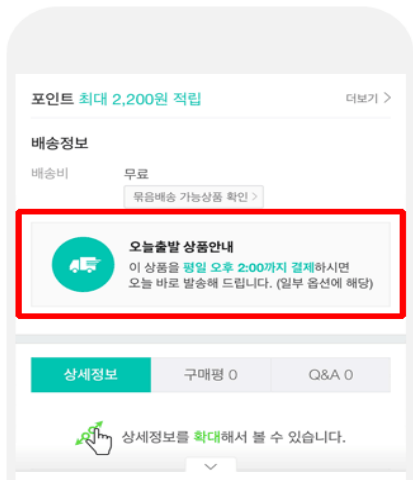 포인트 최대 2,200원 적립 더보기 >
배송정보
배송비 무료
묶음배송 가능상품 확인 >
오늘출발 상품안내
이 상품을 평일 오후 2:00까지 결제하시면
오늘 바로 발송해 드립니다. (일부 옵션에 해당)
상세정보 구매평 0 Q&A 0
상세정보를 확대해서 볼 수 있습니다.